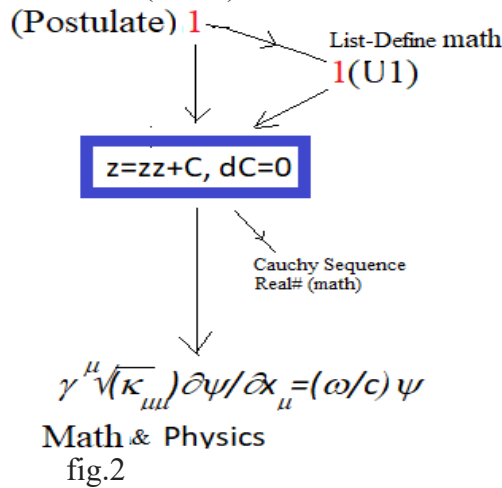 (Postulate) 1
List-Define math
1(U1)
z=zz+C, dC=0
Cauchy Sequence
Real# (math)
γ^μ√(κ_μμ)∂ψ/∂x_μ=(ω/c)ψ
Math & Physics
fig.2